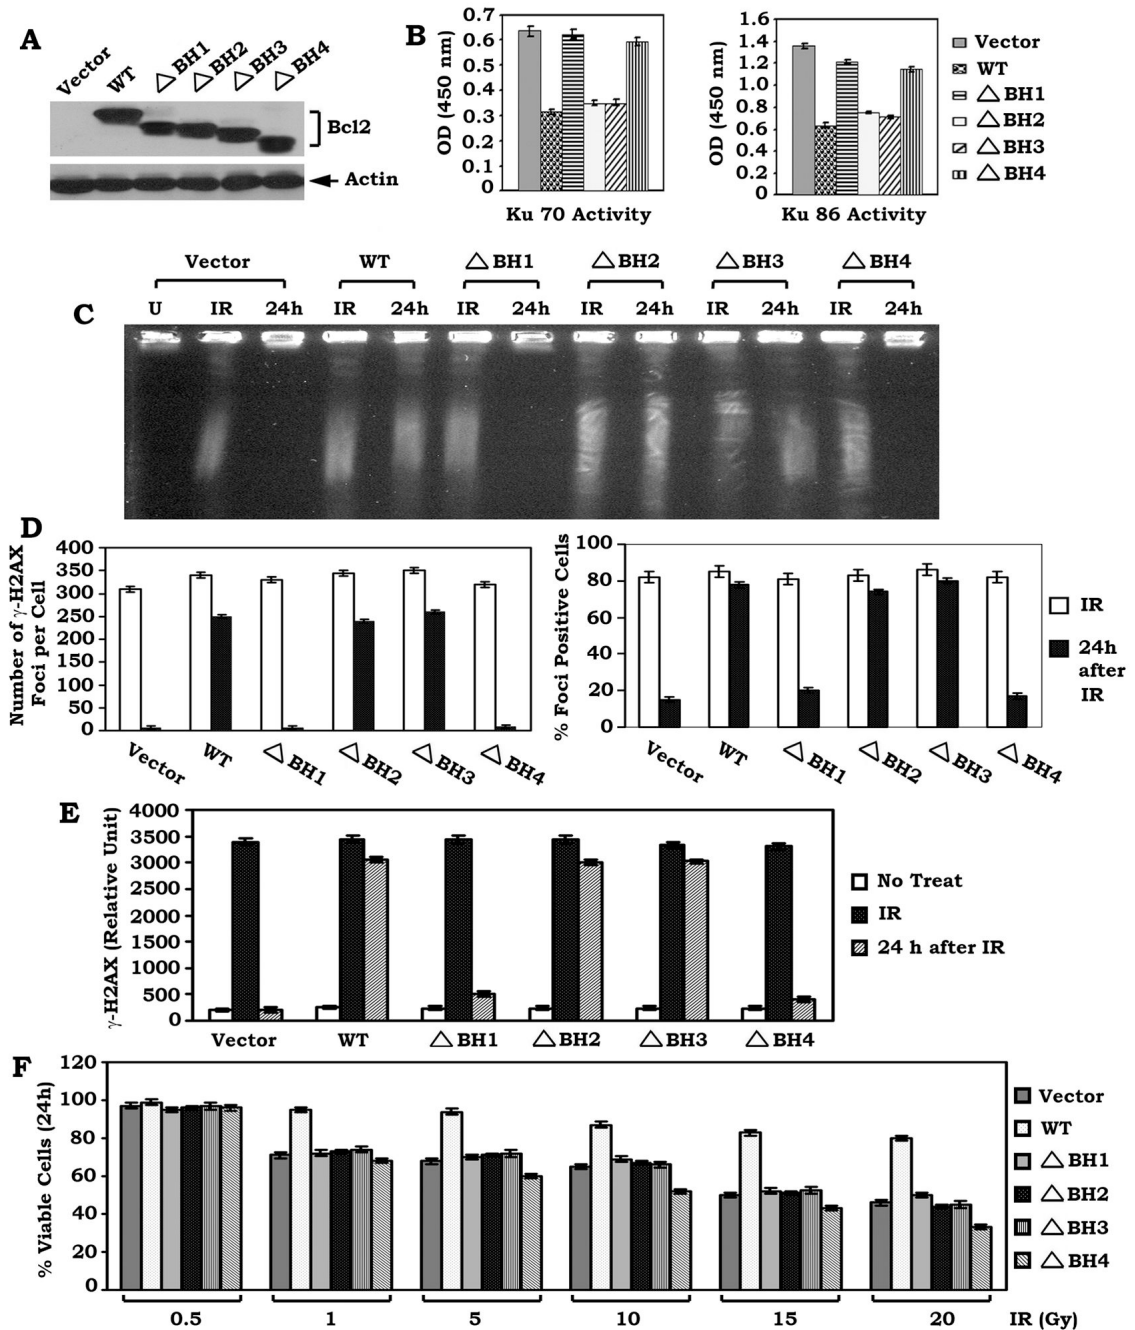 A
Vector
WT
△ BH1
△ BH2
△ BH3
△ BH4
Bcl2
Actin
B
OD (450 nm)
0.7
0.6
0.5
0.4
0.3
0.2
0.1
0
Ku 70 Activity
OD (450 nm)
1.6
1.4
1.2
1.0
0.8
0.6
0.4
0.2
0
Ku 86 Activity
Vector
WT
△ BH1
△ BH2
△ BH3
△ BH4
C
Vector WT △ BH1 △ BH2 △ BH3 △ BH4
U IR 24h IR 24h IR 24h IR 24h IR 24h IR 24h
D
Number of γ-H2AX
Foci per Cell
400
350
300
250
200
150
100
50
0
Vector
WT
△ BH1
△ BH2
△ BH3
△ BH4
% Foci Positive Cells
100
80
60
40
20
0
Vector
WT
△ BH1
△ BH2
△ BH3
△ BH4
IR
24h
after
IR
E
γ-H2AX (Relative Unit)
4000
3500
3000
2500
2000
1500
1000
500
0
Vector WT △ BH1 △ BH2 △ BH3 △ BH4
No Treat
IR
24 h after IR
F
% Viable Cells (24h)
120
100
80
60
40
20
0
0.5 1 5 10 15 20 IR (Gy)
Vector
WT
△ BH1
△ BH2
△ BH3
△ BH4